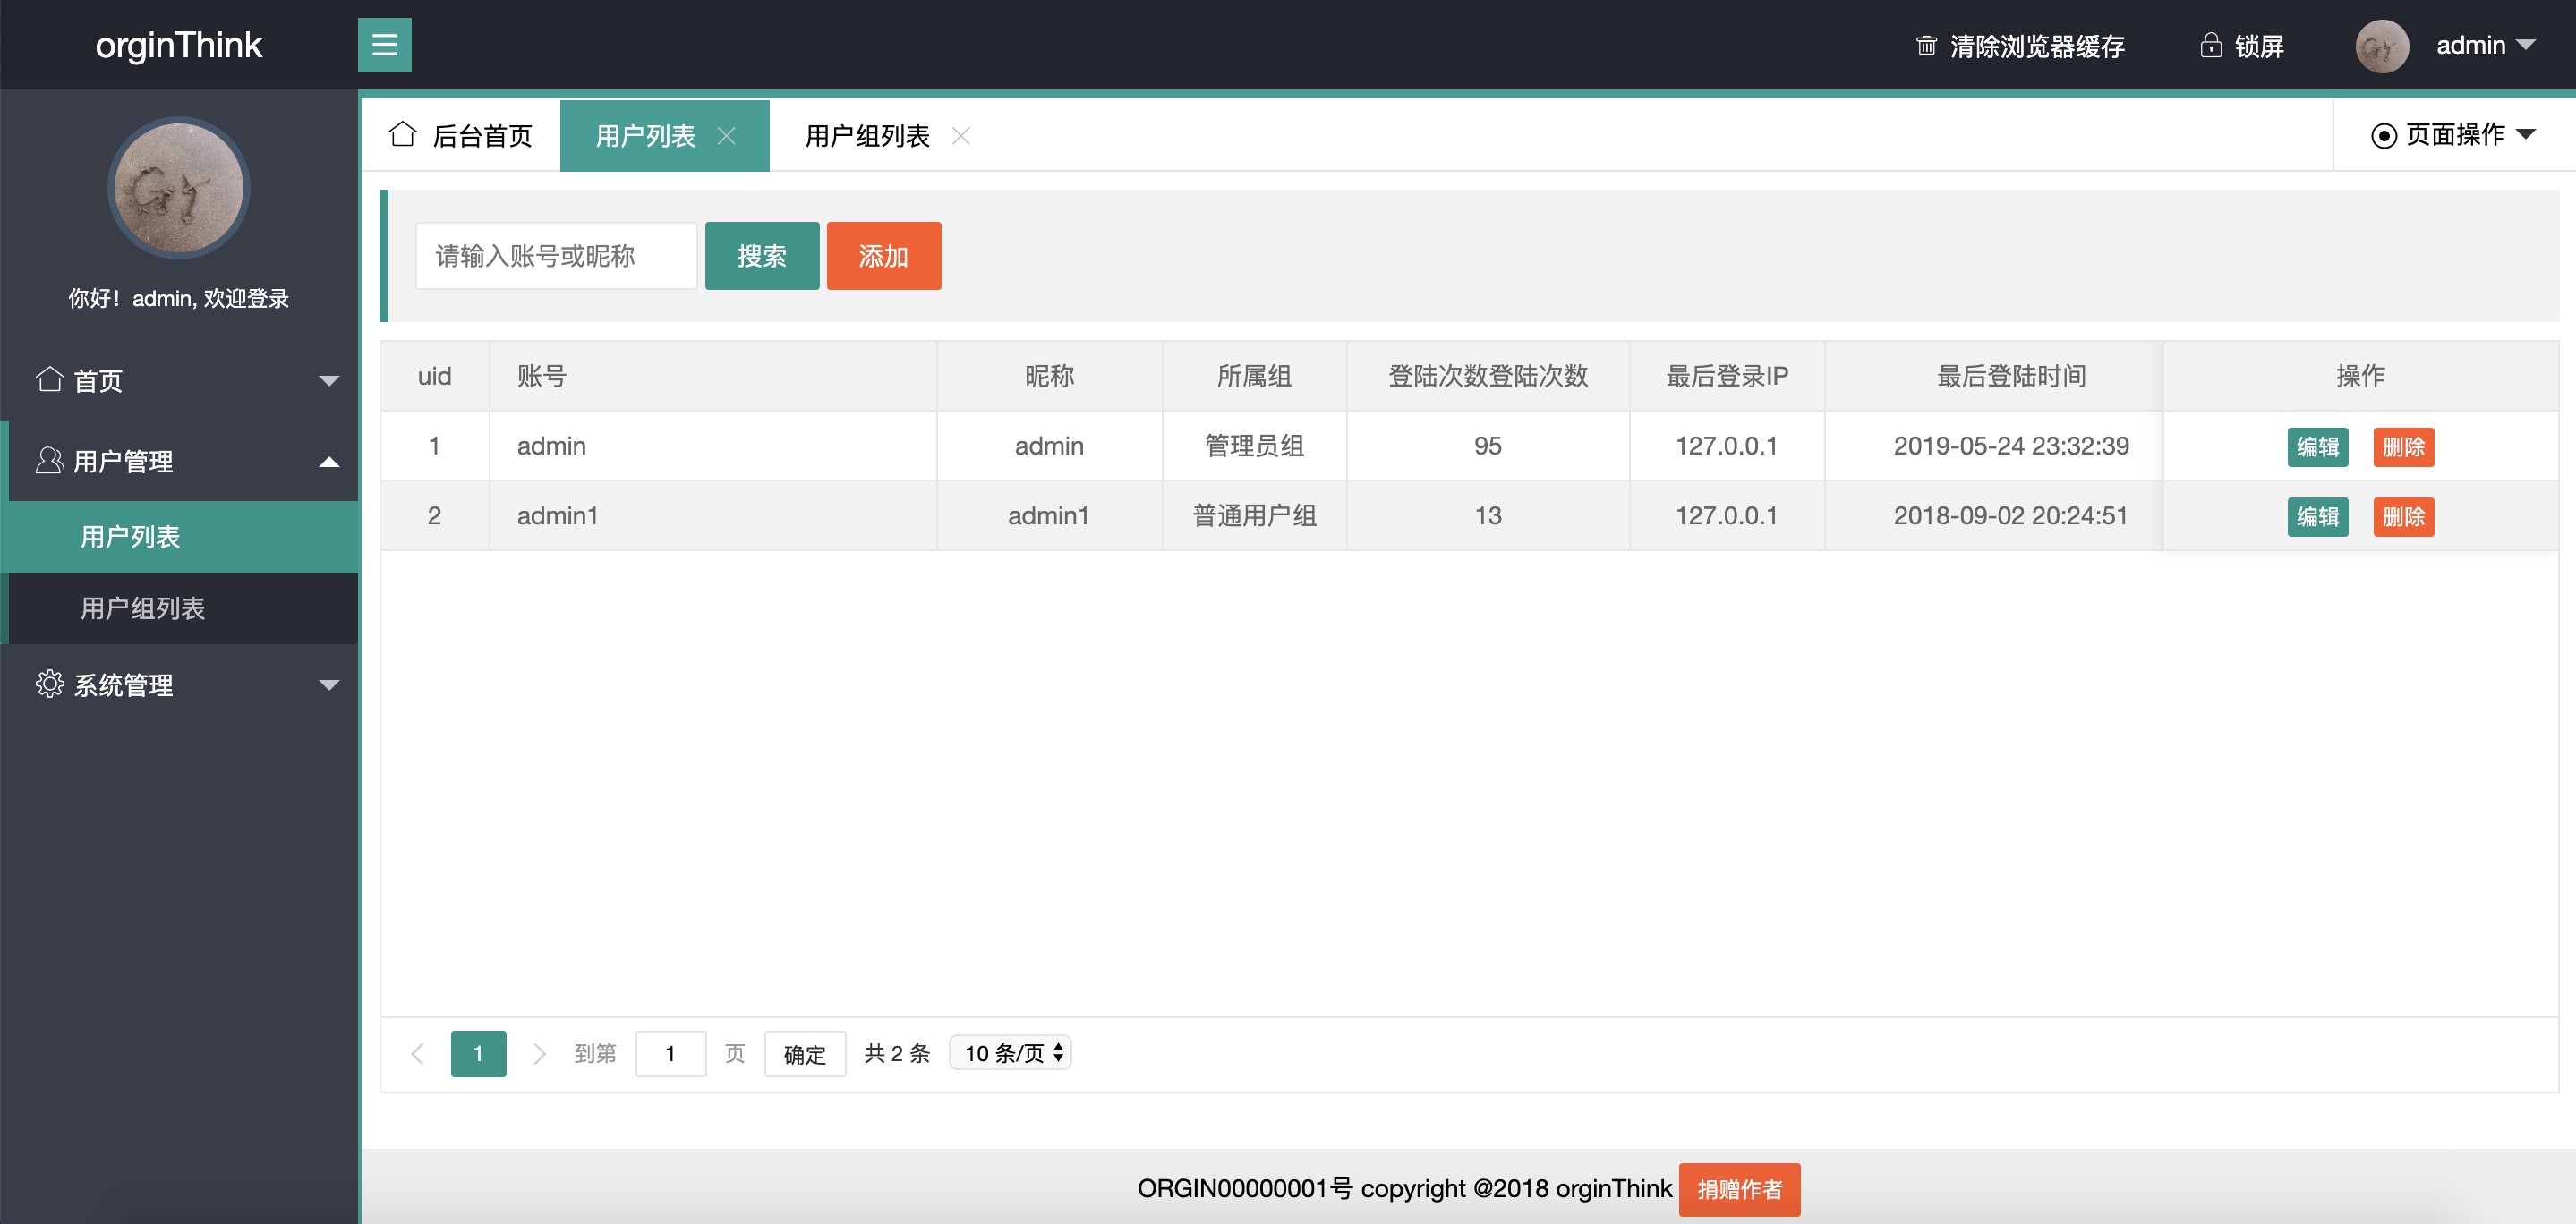 orginThink
清除浏览器缓存 锁屏 admin
后台首页 用户列表 用户组列表 页面操作
你好！admin, 欢迎登录
首页
用户管理
用户列表
用户组列表
系统管理
请输入账号或昵称 搜索 添加
uid 账号 昵称 所属组 登陆次数登陆次数 最后登录IP 最后登陆时间 操作
1 admin admin 管理员组 95 127.0.0.1 2019-05-24 23:32:39 编辑 删除
2 admin1 admin1 普通用户组 13 127.0.0.1 2018-09-02 20:24:51 编辑 删除
1 到第 1 页 确定 共 2 条 10 条/页
ORGIN00000001号 copyright @2018 orginThink 捐赠作者